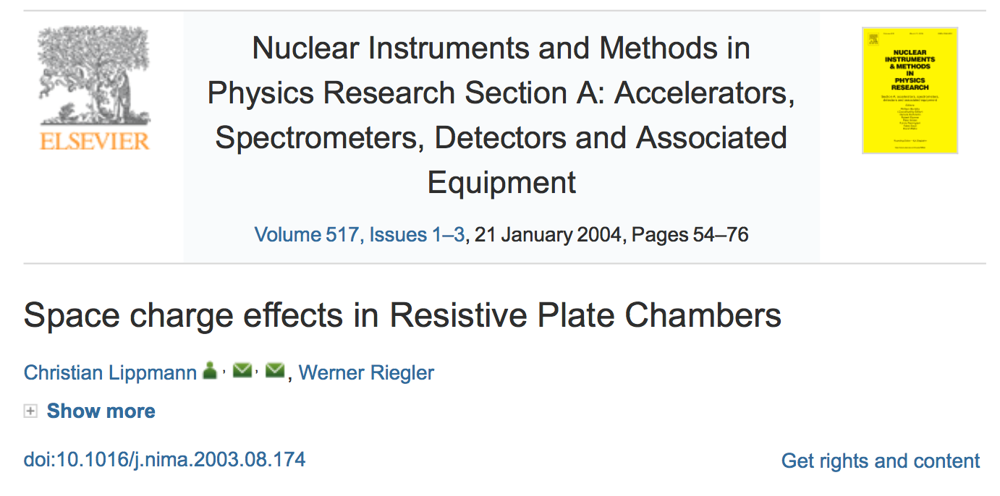 ELSEVIER
Nuclear Instruments and Methods in
Physics Research Section A: Accelerators,
Spectrometers, Detectors and Associated
Equipment
Volume 517, Issues 1–3, 21 January 2004, Pages 54–76
NUCLEAR
INSTRUMENTS
& METHODS
IN
PHYSICS
RESEARCH
Space charge effects in Resistive Plate Chambers
Christian Lippmann , , , Werner Riegler
Show more
doi:10.1016/j.nima.2003.08.174
Get rights and content